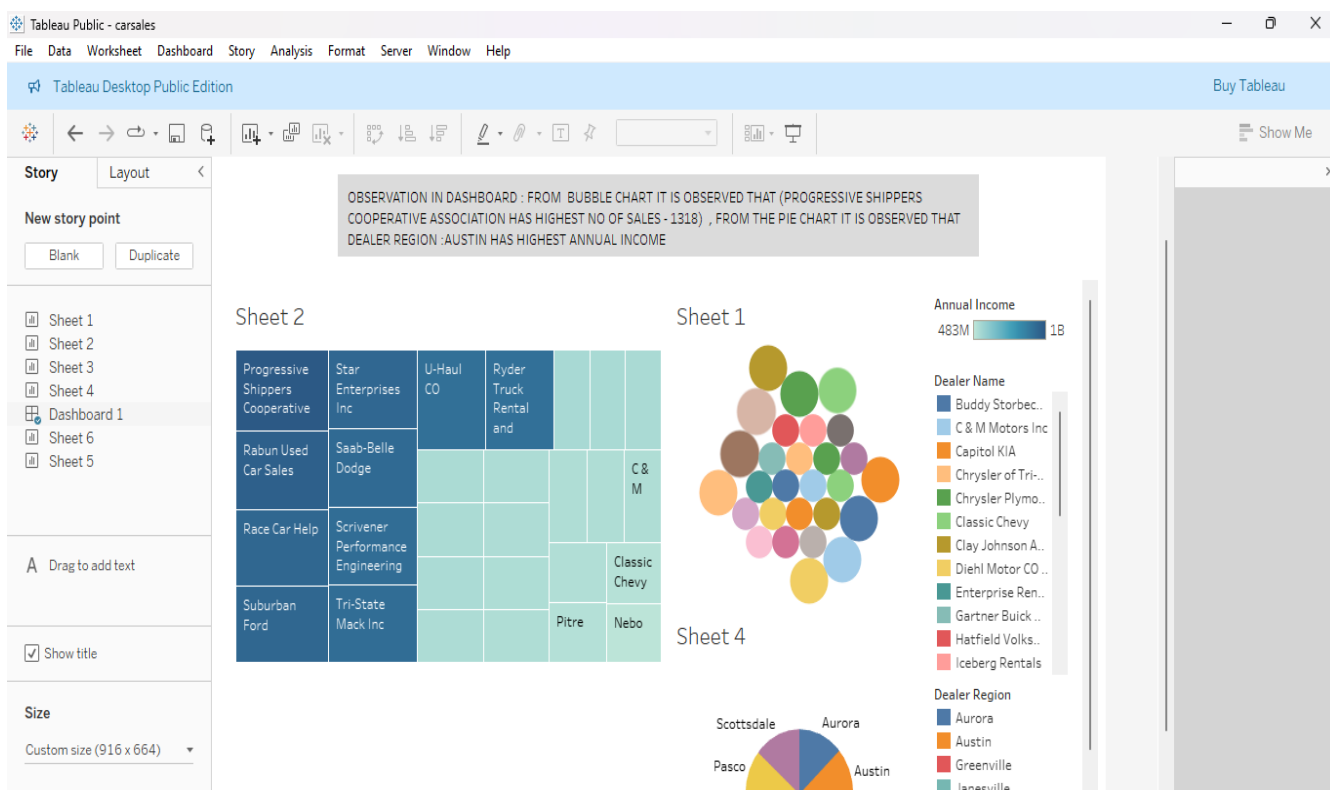 Tableau Public - carsales
File Data Worksheet Dashboard Story Analysis Format Server Window Help
Tableau Desktop Public Edition
Buy Tableau
Show Me
Story
Layout
New story point
Blank
Duplicate
Sheet 1
Sheet 2
Sheet 3
Sheet 4
Dashboard 1
Sheet 6
Sheet 5
A Drag to add text
Show title
Size
Custom size (916 x 664)
OBSERVATION IN DASHBOARD : FROM BUBBLE CHART IT IS OBSERVED THAT (PROGRESSIVE SHIPPERS
COOPERATIVE ASSOCIATION HAS HIGHEST NO OF SALES - 1318) , FROM THE PIE CHART IT IS OBSERVED THAT
DEALER REGION :AUSTIN HAS HIGHEST ANNUAL INCOME
Sheet 2
Progressive
Shippers
Cooperative
Rabun Used
Car Sales
Race Car Help
Suburban
Ford
Star
Enterprises
Inc
Saab-Belle
Dodge
Scrivener
Performance
Engineering
Tri-State
Mack Inc
U-Haul
CO
Ryder
Truck
Rental
and
C &
M
Classic
Chevy
Pitre
Nebo
Sheet 1
Sheet 4
Scottsdale
Aurora
Pasco
Austin
Annual Income
483M
1B
Dealer Name
Buddy Storbec..
C & M Motors Inc
Capitol KIA
Chrysler of Tri-..
Chrysler Plymo..
Classic Chevy
Clay Johnson A..
Diehl Motor CO ..
Enterprise Ren..
Gartner Buick ..
Hatfield Volks..
Iceberg Rentals
Dealer Region
Aurora
Austin
Greenville
Janesville